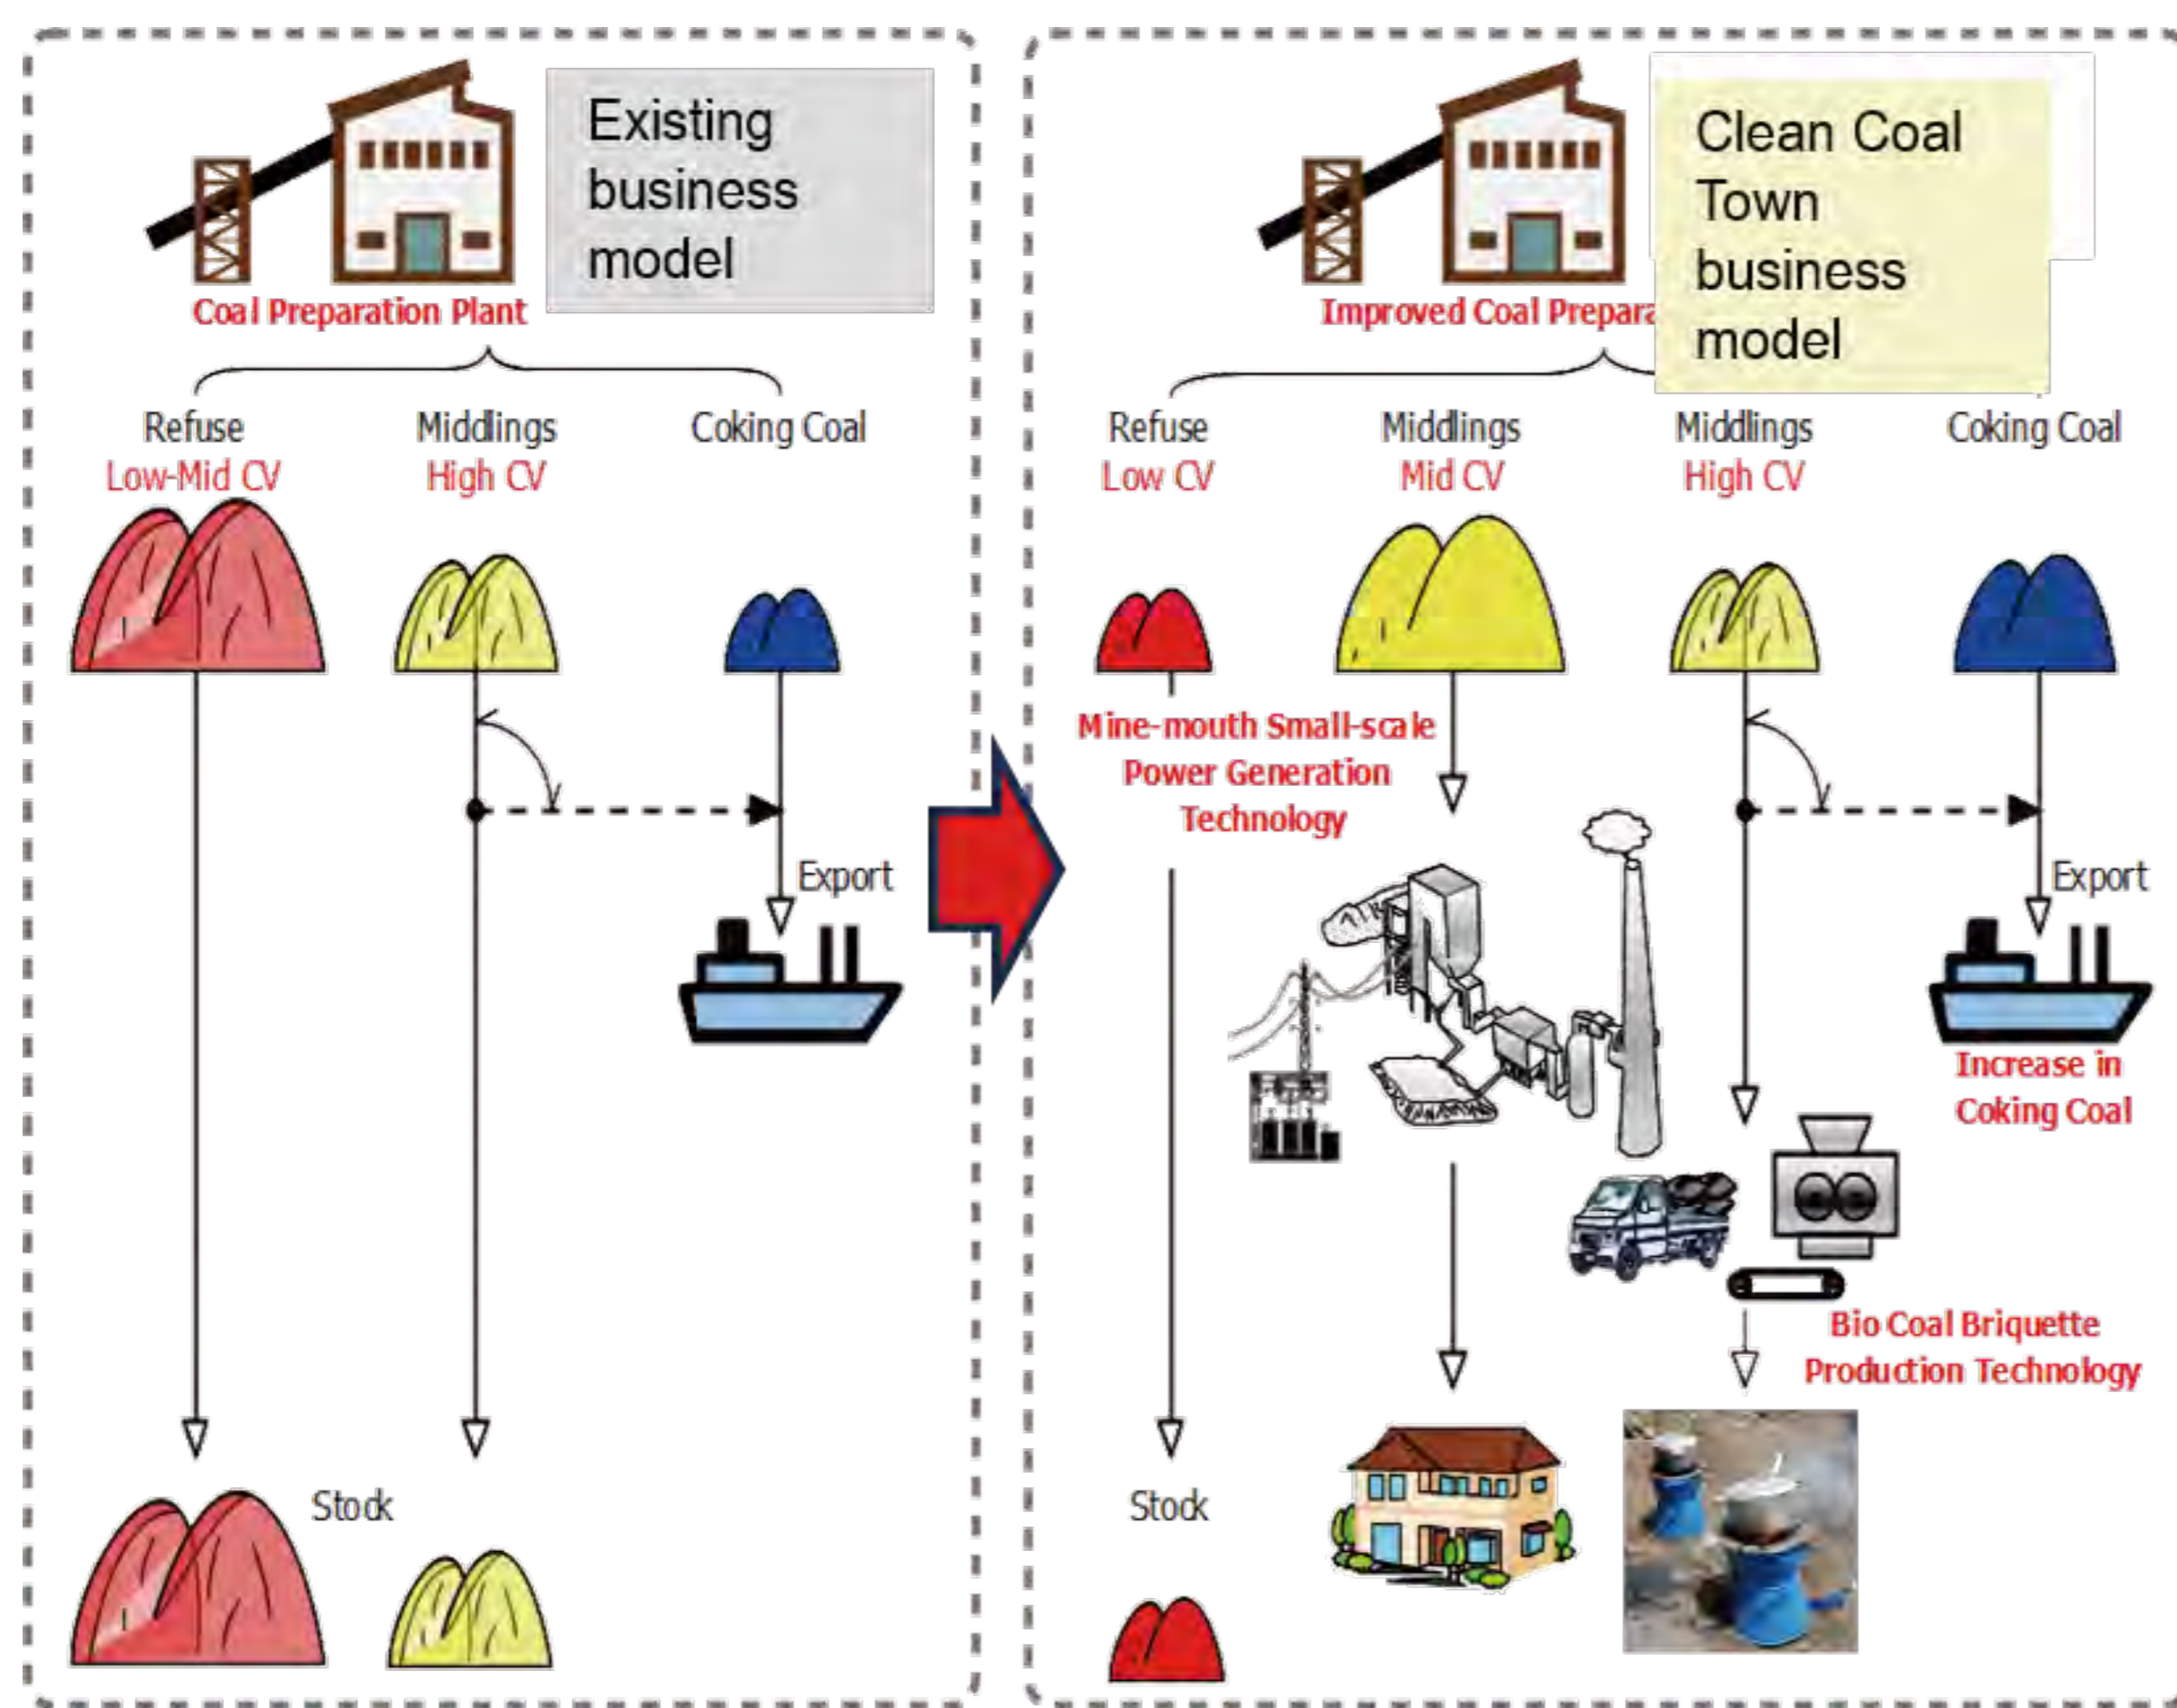 Existing
business
model
Coal Preparation Plant
Refuse
Low-Mid CV
Middlings
High CV
Coking Coal
Export
Stock
Clean Coal
Town
business
model
Improved Coal Prepara
Refuse
Low CV
Middlings
Mid CV
Middlings
High CV
Coking Coal
Mine-mouth Small-scale
Power Generation
Technology
Export
Increase in
Coking Coal
Bio Coal Briquette
Production Technology
Stock